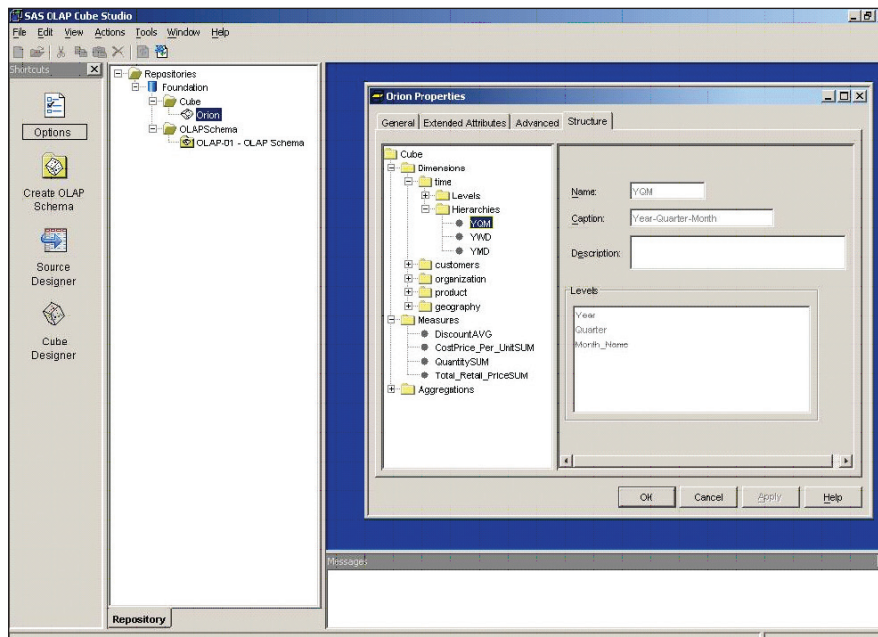 SAS OLAP Cube Studio
File Edit View Actions Tools Window Help
Shortcuts
Options
Create OLAP
Schema
Source
Designer
Cube
Designer
Repositories
Foundation
Cube
Orion
OLAPSchema
OLAP-01 - OLAP Schema
Repository
Orion Properties
General Extended Attributes Advanced Structure
Cube
Dimensions
time
Levels
Hierarchies
YQM
YWD
YMD
customers
organization
product
geography
Measures
DiscountAVG
CostPrice_Per_UnitSUM
QuantitySUM
Total_Retail_PriceSUM
Aggregations
Name: YQM
Caption: Year-Quarter-Month
Description:
Levels
Year
Quarter
Month_Name
OK Cancel Apply Help
Messages